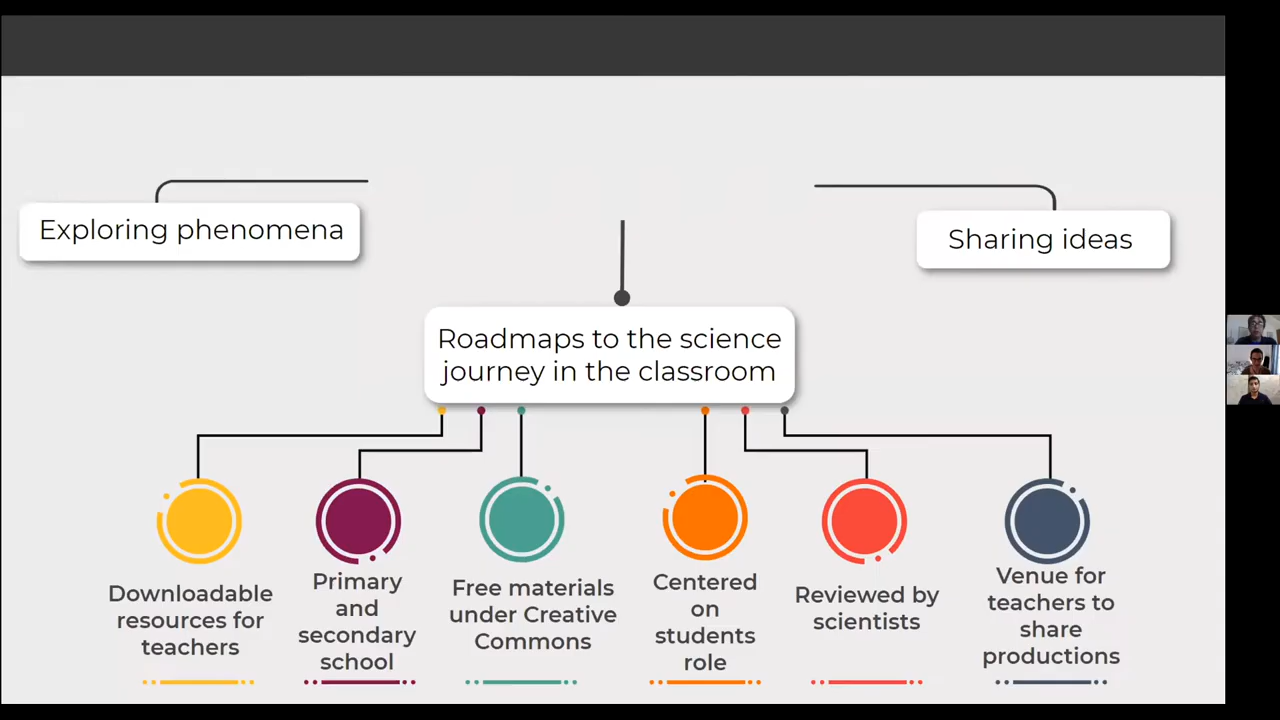 Exploring phenomena
Sharing ideas
Roadmaps to the science
journey in the classroom
Downloadable
resources for
teachers
Primary
and
secondary
school
Free materials
under Creative
Commons
Centered
on
students
role
Reviewed by
scientists
Venue for
teachers to
share
productions